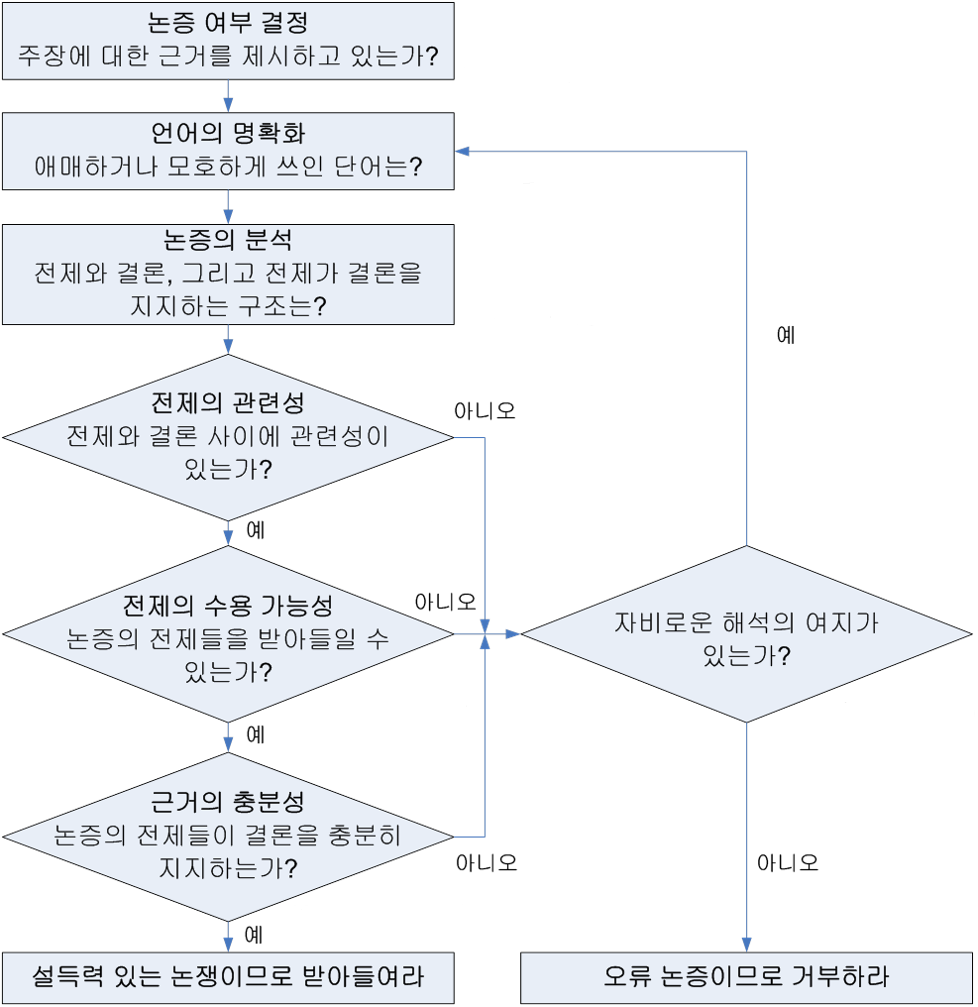 논증 여부 결정
주장에 대한 근거를 제시하고 있는가?
언어의 명확화
애매하거나 모호하게 쓰인 단어는?
논증의 분석
전제와 결론, 그리고 전제가 결론을
지지하는 구조는?
예
전제의 관련성
전제와 결론 사이에 관련성이
있는가?
아니오
예
전제의 수용 가능성
논증의 전제들을 받아들일 수
있는가?
아니오
자비로운 해석의 여지가
있는가?
예
근거의 충분성
논증의 전제들이 결론을 충분히
지지하는가?
아니오
아니오
예
설득력 있는 논쟁이므로 받아들여라
오류 논증이므로 거부하라